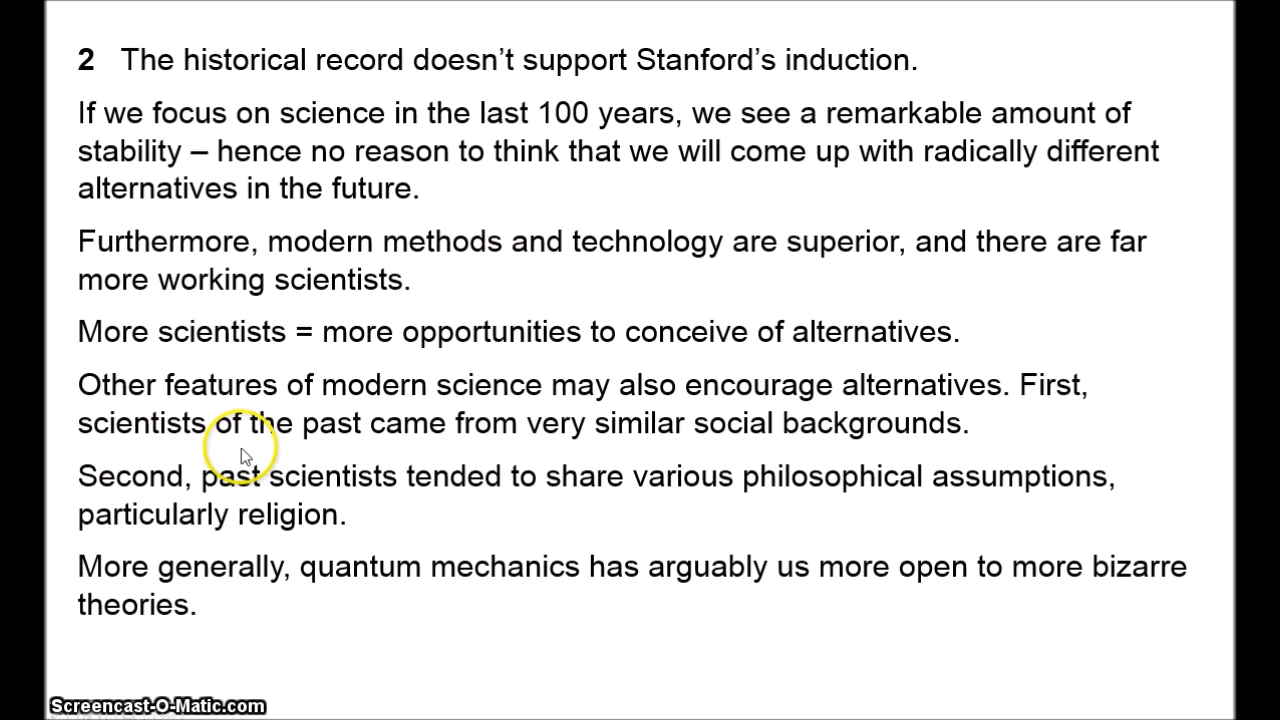 2 The historical record doesn't support Stanford's induction.
If we focus on science in the last 100 years, we see a remarkable amount of
stability – hence no reason to think that we will come up with radically different
alternatives in the future.
Furthermore, modern methods and technology are superior, and there are far
more working scientists.
More scientists = more opportunities to conceive of alternatives.
Other features of modern science may also encourage alternatives. First,
scientists of the past came from very similar social backgrounds.
Second, past scientists tended to share various philosophical assumptions,
particularly religion.
More generally, quantum mechanics has arguably us more open to more bizarre
theories.
Screencast-O-Matic.com